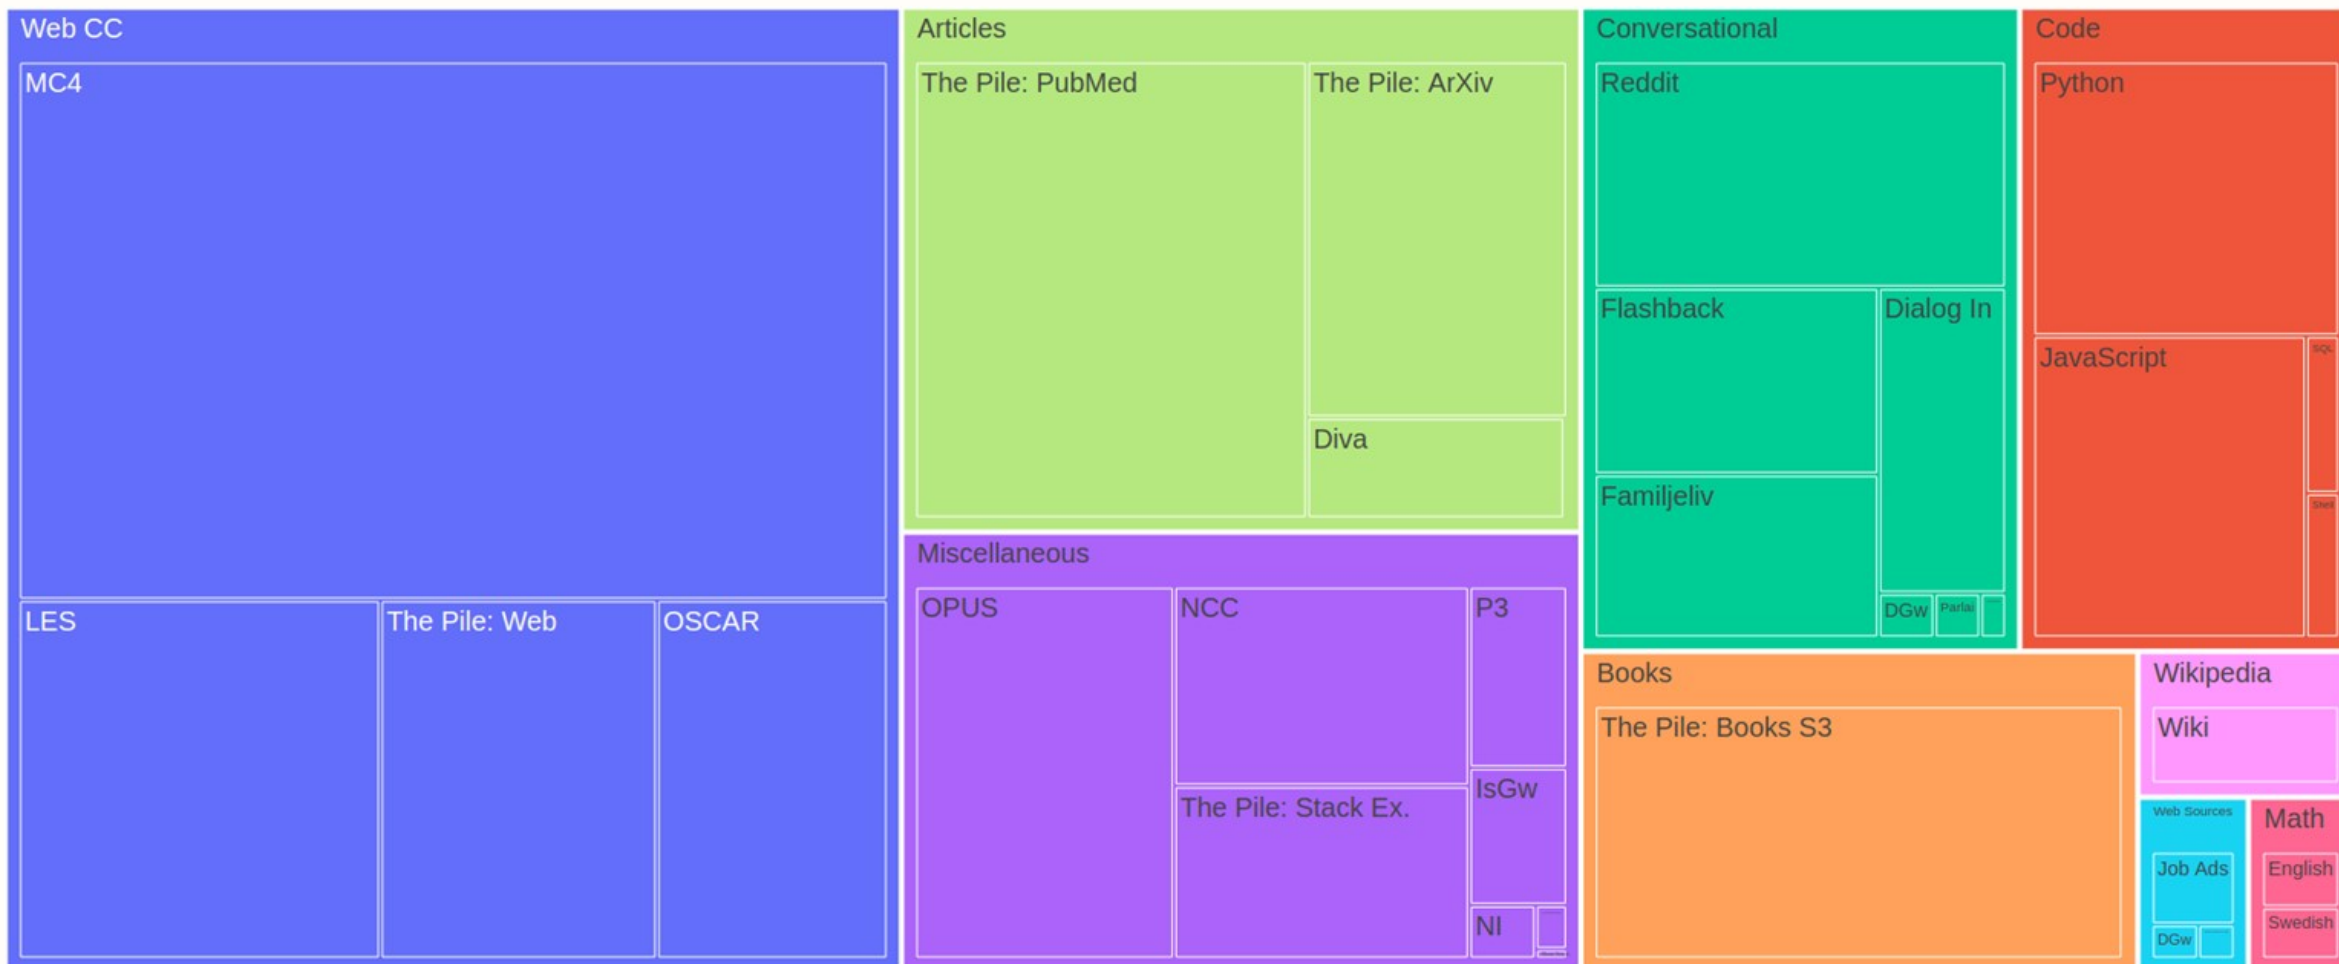 Web CC
MC4
LES
The Pile: Web
OSCAR
Articles
The Pile: PubMed
The Pile: ArXiv
Diva
Miscellaneous
OPUS
NCC
The Pile: Stack Ex.
P3
IsGw
NI
Conversational
Reddit
Flashback
Familjeliv
Dialog In
DGw
Parlai
Code
Python
JavaScript
SQL
Shell
Books
The Pile: Books S3
Wikipedia
Wiki
Web Sources
Job Ads
DGw
Math
English
Swedish